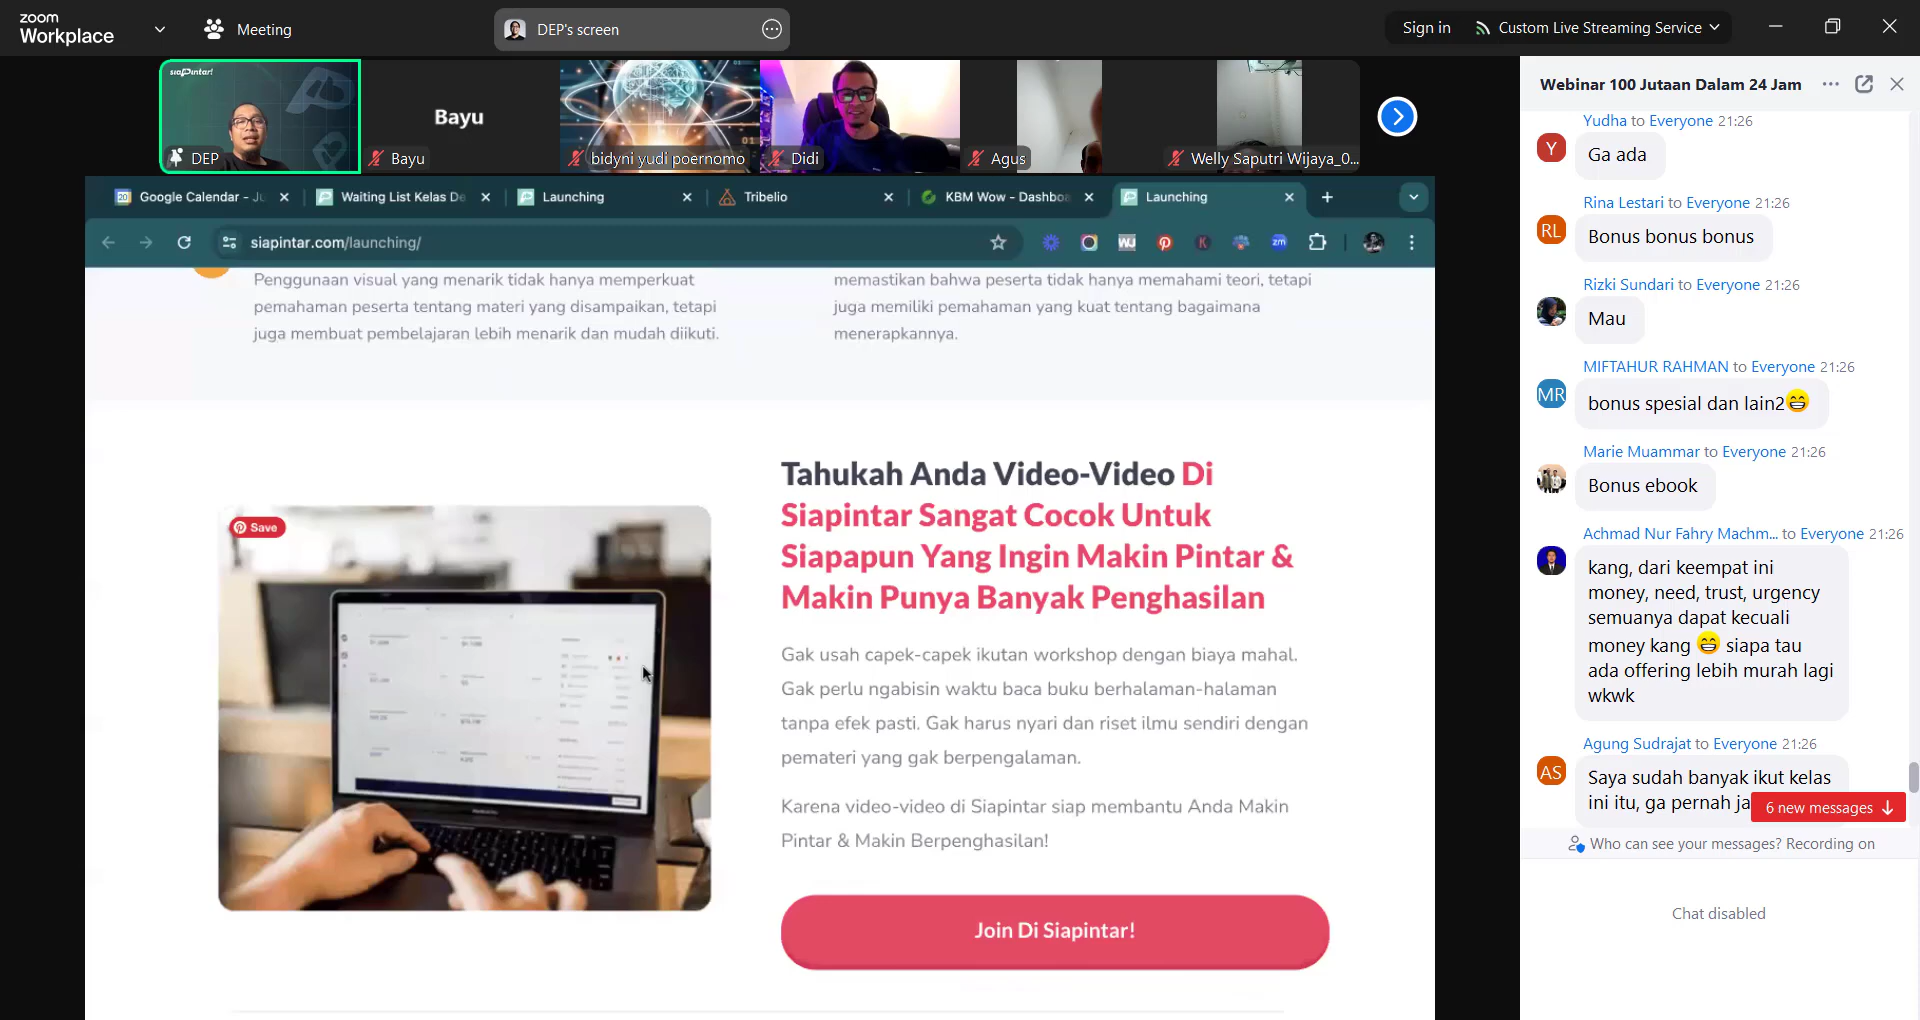 zoom
Workplace
Meeting
DEP's screen
Sign in
Custom Live Streaming Service
siapintar!
DEP
Bayu
Bayu
bidyni yudi poernomo
Didi
Agus
Welly Saputri Wijaya_0...
Google Calendar - Ju
Waiting List Kelas De
Launching
Tribelio
KBM Wow - Dashboa
Launching
siapintar.com/launching/
Penggunaan visual yang menarik tidak hanya memperkuat
pemahaman peserta tentang materi yang disampaikan, tetapi
juga membuat pembelajaran lebih menarik dan mudah diikuti.
memastikan bahwa peserta tidak hanya memahami teori, tetapi
juga memiliki pemahaman yang kuat tentang bagaimana
menerapkannya.
Save
Tahukah Anda Video-Video Di
Siapintar Sangat Cocok Untuk
Siapapun Yang Ingin Makin Pintar &
Makin Punya Banyak Penghasilan
Gak usah capek-capek ikutan workshop dengan biaya mahal.
Gak perlu ngabisin waktu baca buku berhalaman-halaman
tanpa efek pasti. Gak harus nyari dan riset ilmu sendiri dengan
pemateri yang gak berpengalaman.
Karena video-video di Siapintar siap membantu Anda Makin
Pintar & Makin Berpenghasilan!
Join Di Siapintar!
Webinar 100 Jutaan Dalam 24 Jam
Yudha to Everyone 21:26
Y
Ga ada
Rina Lestari to Everyone 21:26
RL
Bonus bonus bonus
Rizki Sundari to Everyone 21:26
Mau
MIFTAHUR RAHMAN to Everyone 21:26
MR
bonus spesial dan lain2😁
Marie Muammar to Everyone 21:26
Bonus ebook
Achmad Nur Fahry Machm... to Everyone 21:26
kang, dari keempat ini
money, need, trust, urgency
semuanya dapat kecuali
money kang 😁 siapa tau
ada offering lebih murah lagi
wkwk
Agung Sudrajat to Everyone 21:26
AS
Saya sudah banyak ikut kelas
ini itu, ga pernah ja
6 new messages
Who can see your messages? Recording on
Chat disabled